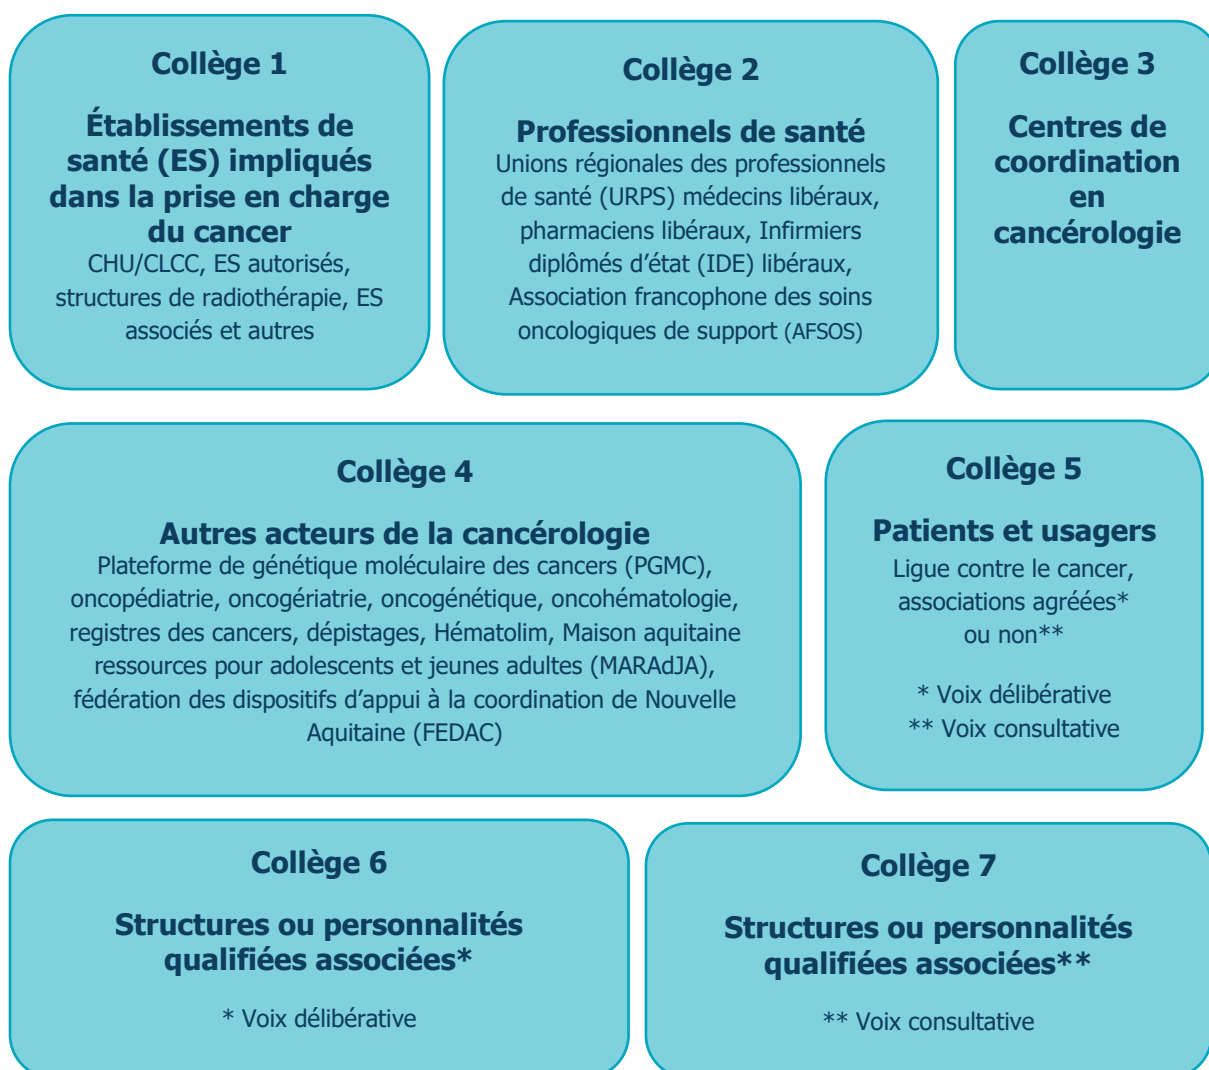 Collège 1
Établissements de
santé (ES) impliqués
dans la prise en charge
du cancer
CHU/CLCC, ES autorisés,
structures de radiothérapie, ES
associés et autres
Collège 2
Professionnels de santé
Unions régionales des professionnels
de santé (URPS) médecins libéraux,
pharmaciens libéraux, Infirmiers
diplômés d’état (IDE) libéraux,
Association francophone des soins
oncologiques de support (AFSOS)
Collège 3
Centres de
coordination
en
cancérologie
Collège 4
Autres acteurs de la cancérologie
Plateforme de génétique moléculaire des cancers (PGMC),
oncopédiatrie, oncogériatrie, oncogénétique, oncohématologie,
registres des cancers, dépistages, Hématolim, Maison aquitaine
ressources pour adolescents et jeunes adultes (MARAdJA),
fédération des dispositifs d’appui à la coordination de Nouvelle
Aquitaine (FEDAC)
Collège 5
Patients et usagers
Ligue contre le cancer,
associations agréées*
ou non**
* Voix délibérative
** Voix consultative
Collège 6
Structures ou personnalités
qualifiées associées*
* Voix délibérative
Collège 7
Structures ou personnalités
qualifiées associées**
** Voix consultative